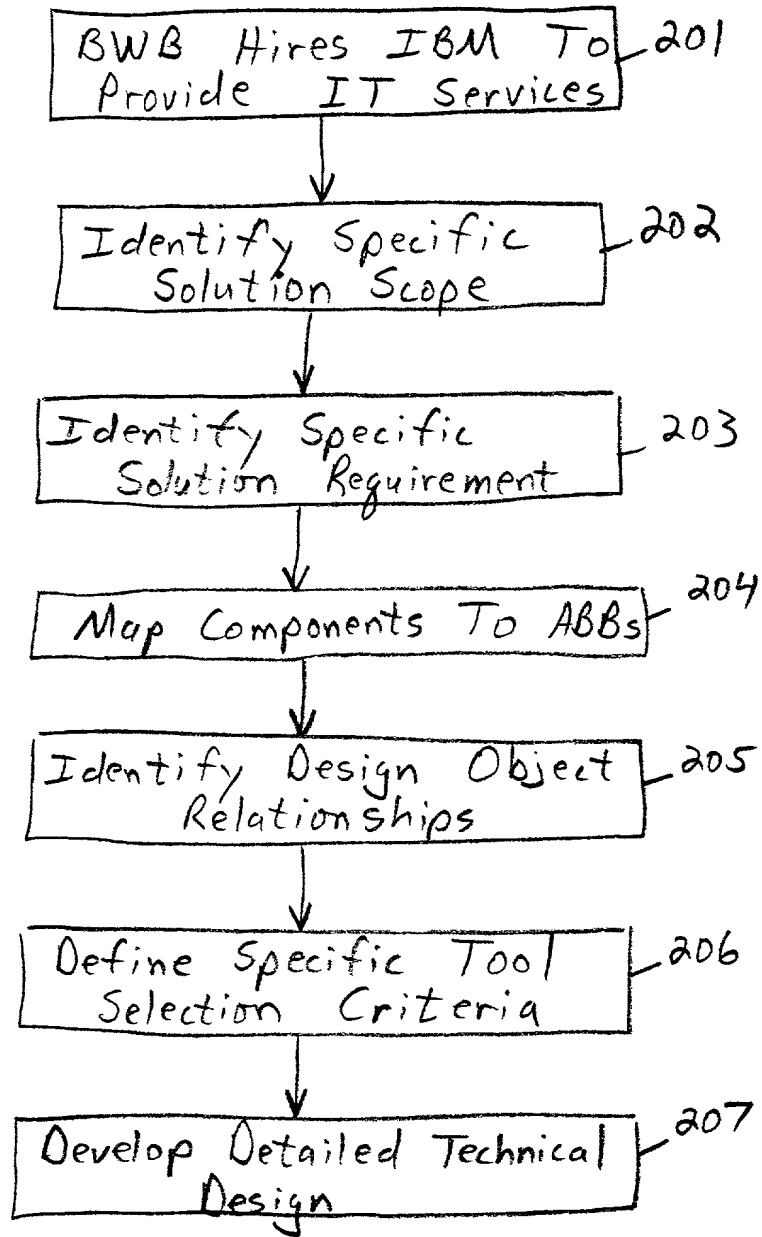 BWB Hires IBM To 201
Provide IT Services
Identify Specific 202
Solution Scope
Identify Specific 203
Solution Requirement
Map Components To ABBs 204
Identify Design Object 205
Relationships
Define Specific Tool 206
Selection Criteria
Develop Detailed Technical 207
Design